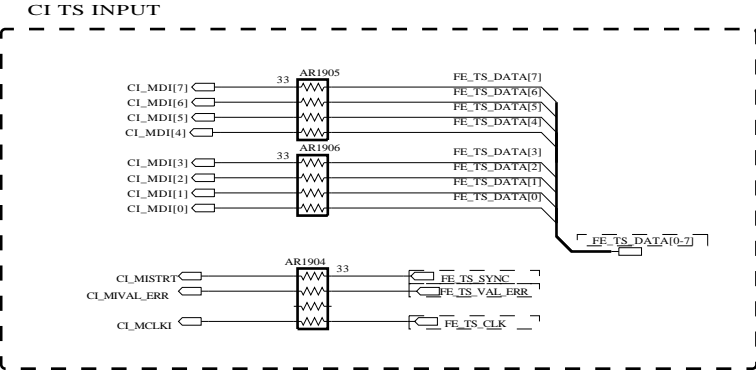 CI TS INPUT
33 AR1905
CI_MDI[7] FE_TS_DATA[7]
CI_MDI[6] FE_TS_DATA[6]
CI_MDI[5] FE_TS_DATA[5]
CI_MDI[4] FE_TS_DATA[4]
33 AR1906
CI_MDI[3] FE_TS_DATA[3]
CI_MDI[2] FE_TS_DATA[2]
CI_MDI[1] FE_TS_DATA[1]
CI_MDI[0] FE_TS_DATA[0]
FE_TS_DATA[0-7]
AR1904 33
CI_MISTRT FE_TS_SYNC
CI_MIVAL_ERR FE_TS_VAL_ERR
CI_MCLKI FE_TS_CLK